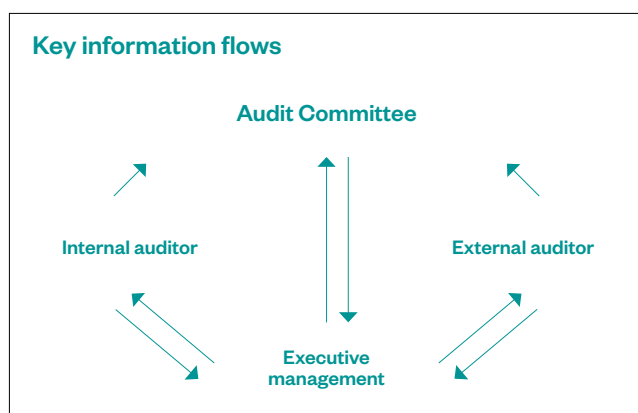 Key information flows
Audit Committee
Internal auditor
External auditor
Executive
management